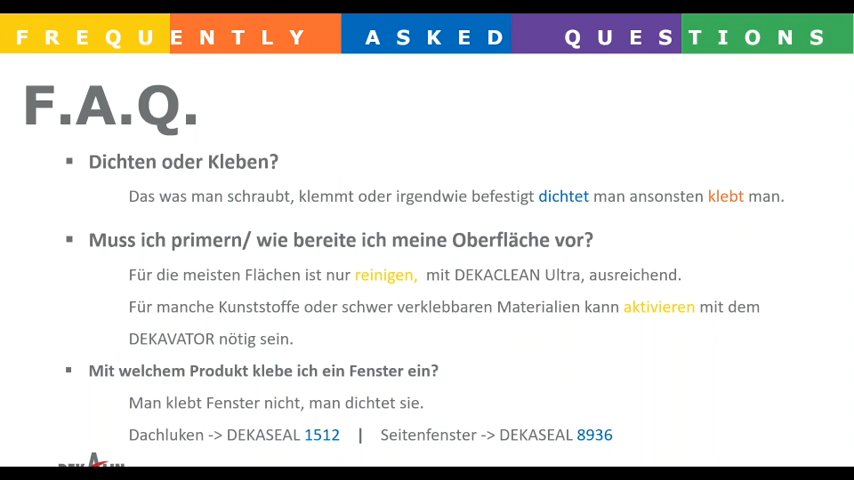 FREQUENTLY ASKED QUESTIONS
F.A.Q.
▪ Dichten oder Kleben?
Das was man schraubt, klemmt oder irgendwie befestigt dichtet man ansonsten klebt man.
▪ Muss ich primern/ wie bereite ich meine Oberfläche vor?
Für die meisten Flächen ist nur reinigen, mit DEKACLEAN Ultra, ausreichend.
Für manche Kunststoffe oder schwer verklebbaren Materialien kann aktivieren mit dem
DEKAVATOR nötig sein.
▪ Mit welchem Produkt klebe ich ein Fenster ein?
Man klebt Fenster nicht, man dichtet sie.
Dachluken -> DEKASEAL 1512 | Seitenfenster -> DEKASEAL 8936